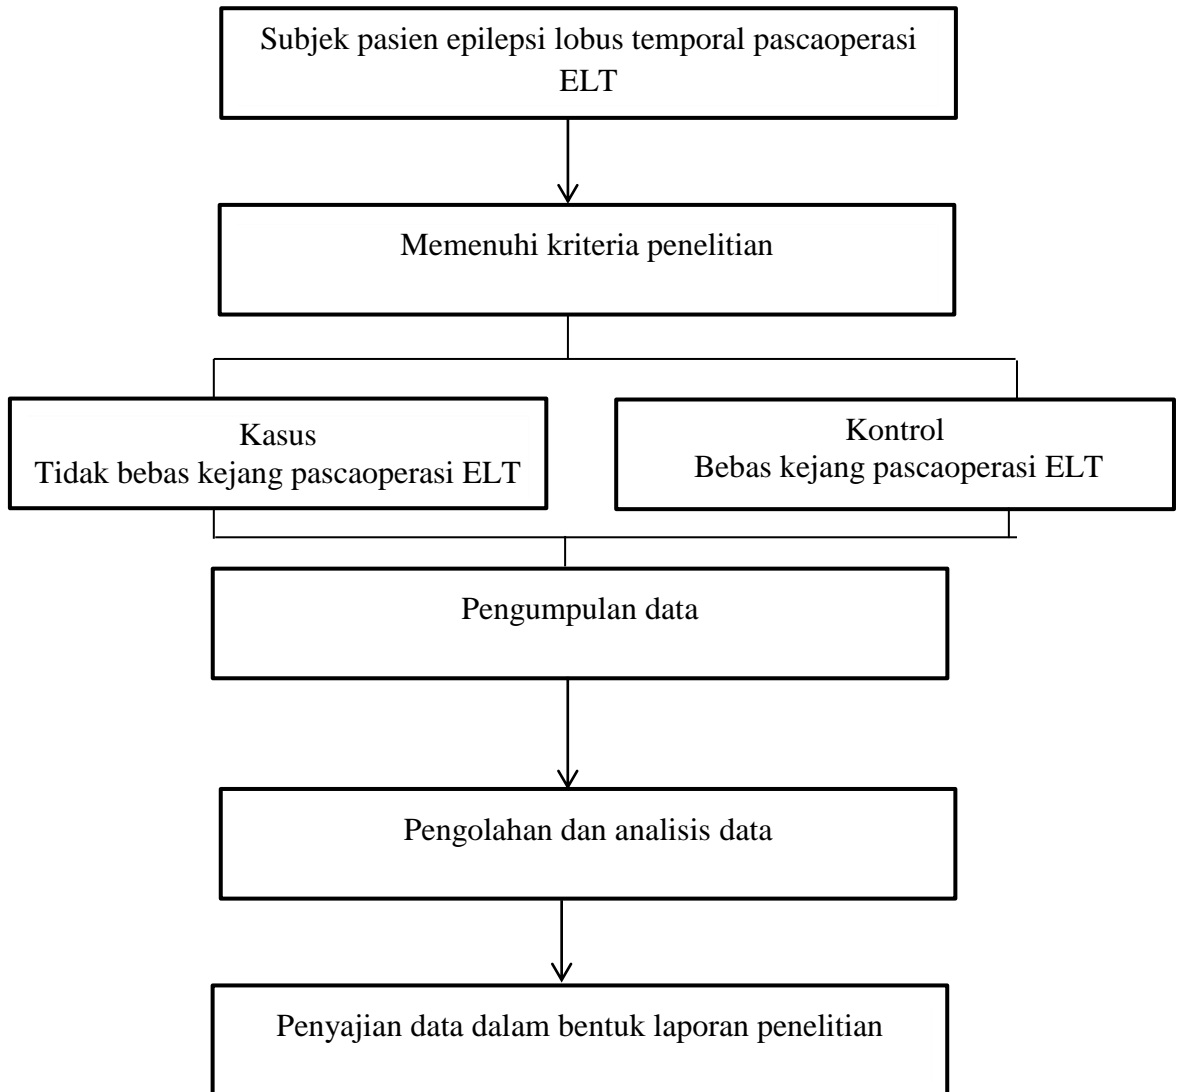 Subjek pasien epilepsi lobus temporal pascaoperasi
ELT
Memenuhi kriteria penelitian
Kasus
Tidak bebas kejang pascaoperasi ELT
Kontrol
Bebas kejang pascaoperasi ELT
Pengumpulan data
Pengolahan dan analisis data
Penyajian data dalam bentuk laporan penelitian